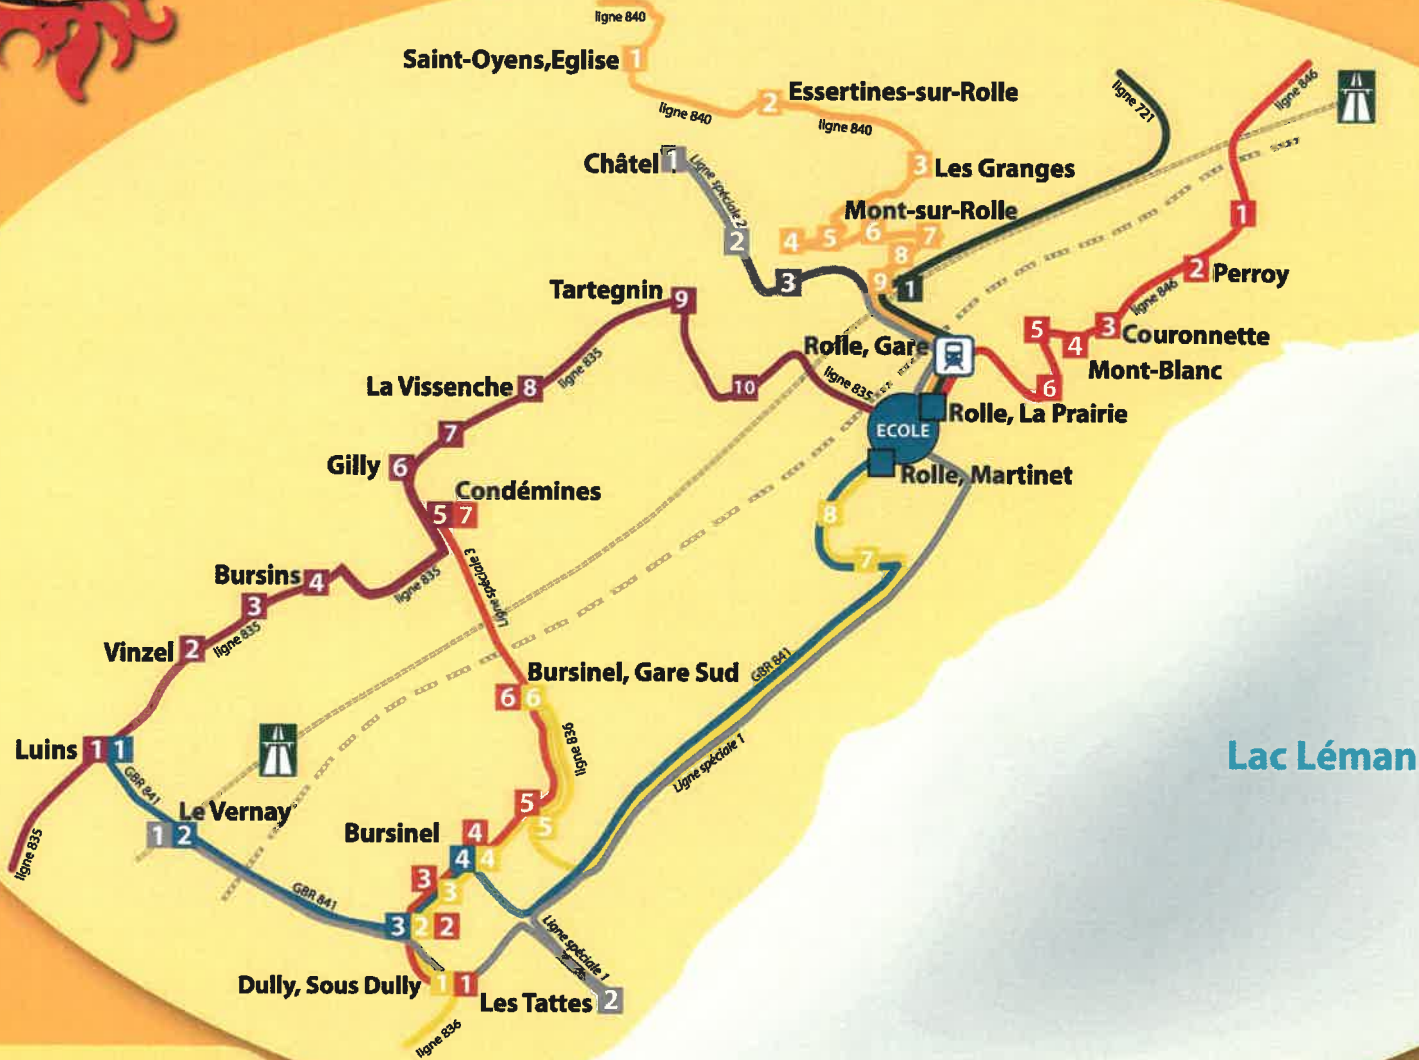 ligne 840
Saint-Oyens,Eglise 1
ligne 840
2 Essertines-sur-Rolle
ligne 840
ligne 721
ligne 846
Châtel 1
Ligne spéciale 2
3 Les Granges
Mont-sur-Rolle
2
4 5 6 7
8
9
1
3
1
2 Perroy
ligne 846
Tartegnin 9
5 4 3 Couronnette
Mont-Blanc
6
Rolle, Gare
ligne 835
La Vissenche 8
10
ligne 835
Rolle, La Prairie
ECOLE
7
Gilly 6
Rolle, Martinet
Condémines
5 7
8
7
Ligne spéciale 3
Bursins 4
ligne 835
3
Vinzel 2
ligne 835
Bursinel, Gare Sud
6 6
GBR 841
ligne 836
Ligne spéciale 1
Luins 1 1
GBR 841
Lac Léman
Le Vernay
1 2
ligne 835
5
5
Bursinel
4
4 4
3
3
GBR 841
3 2 2
Ligne spéciale 1
Dully, Sous Dully 1 1
Les Tattes 2
ligne 836